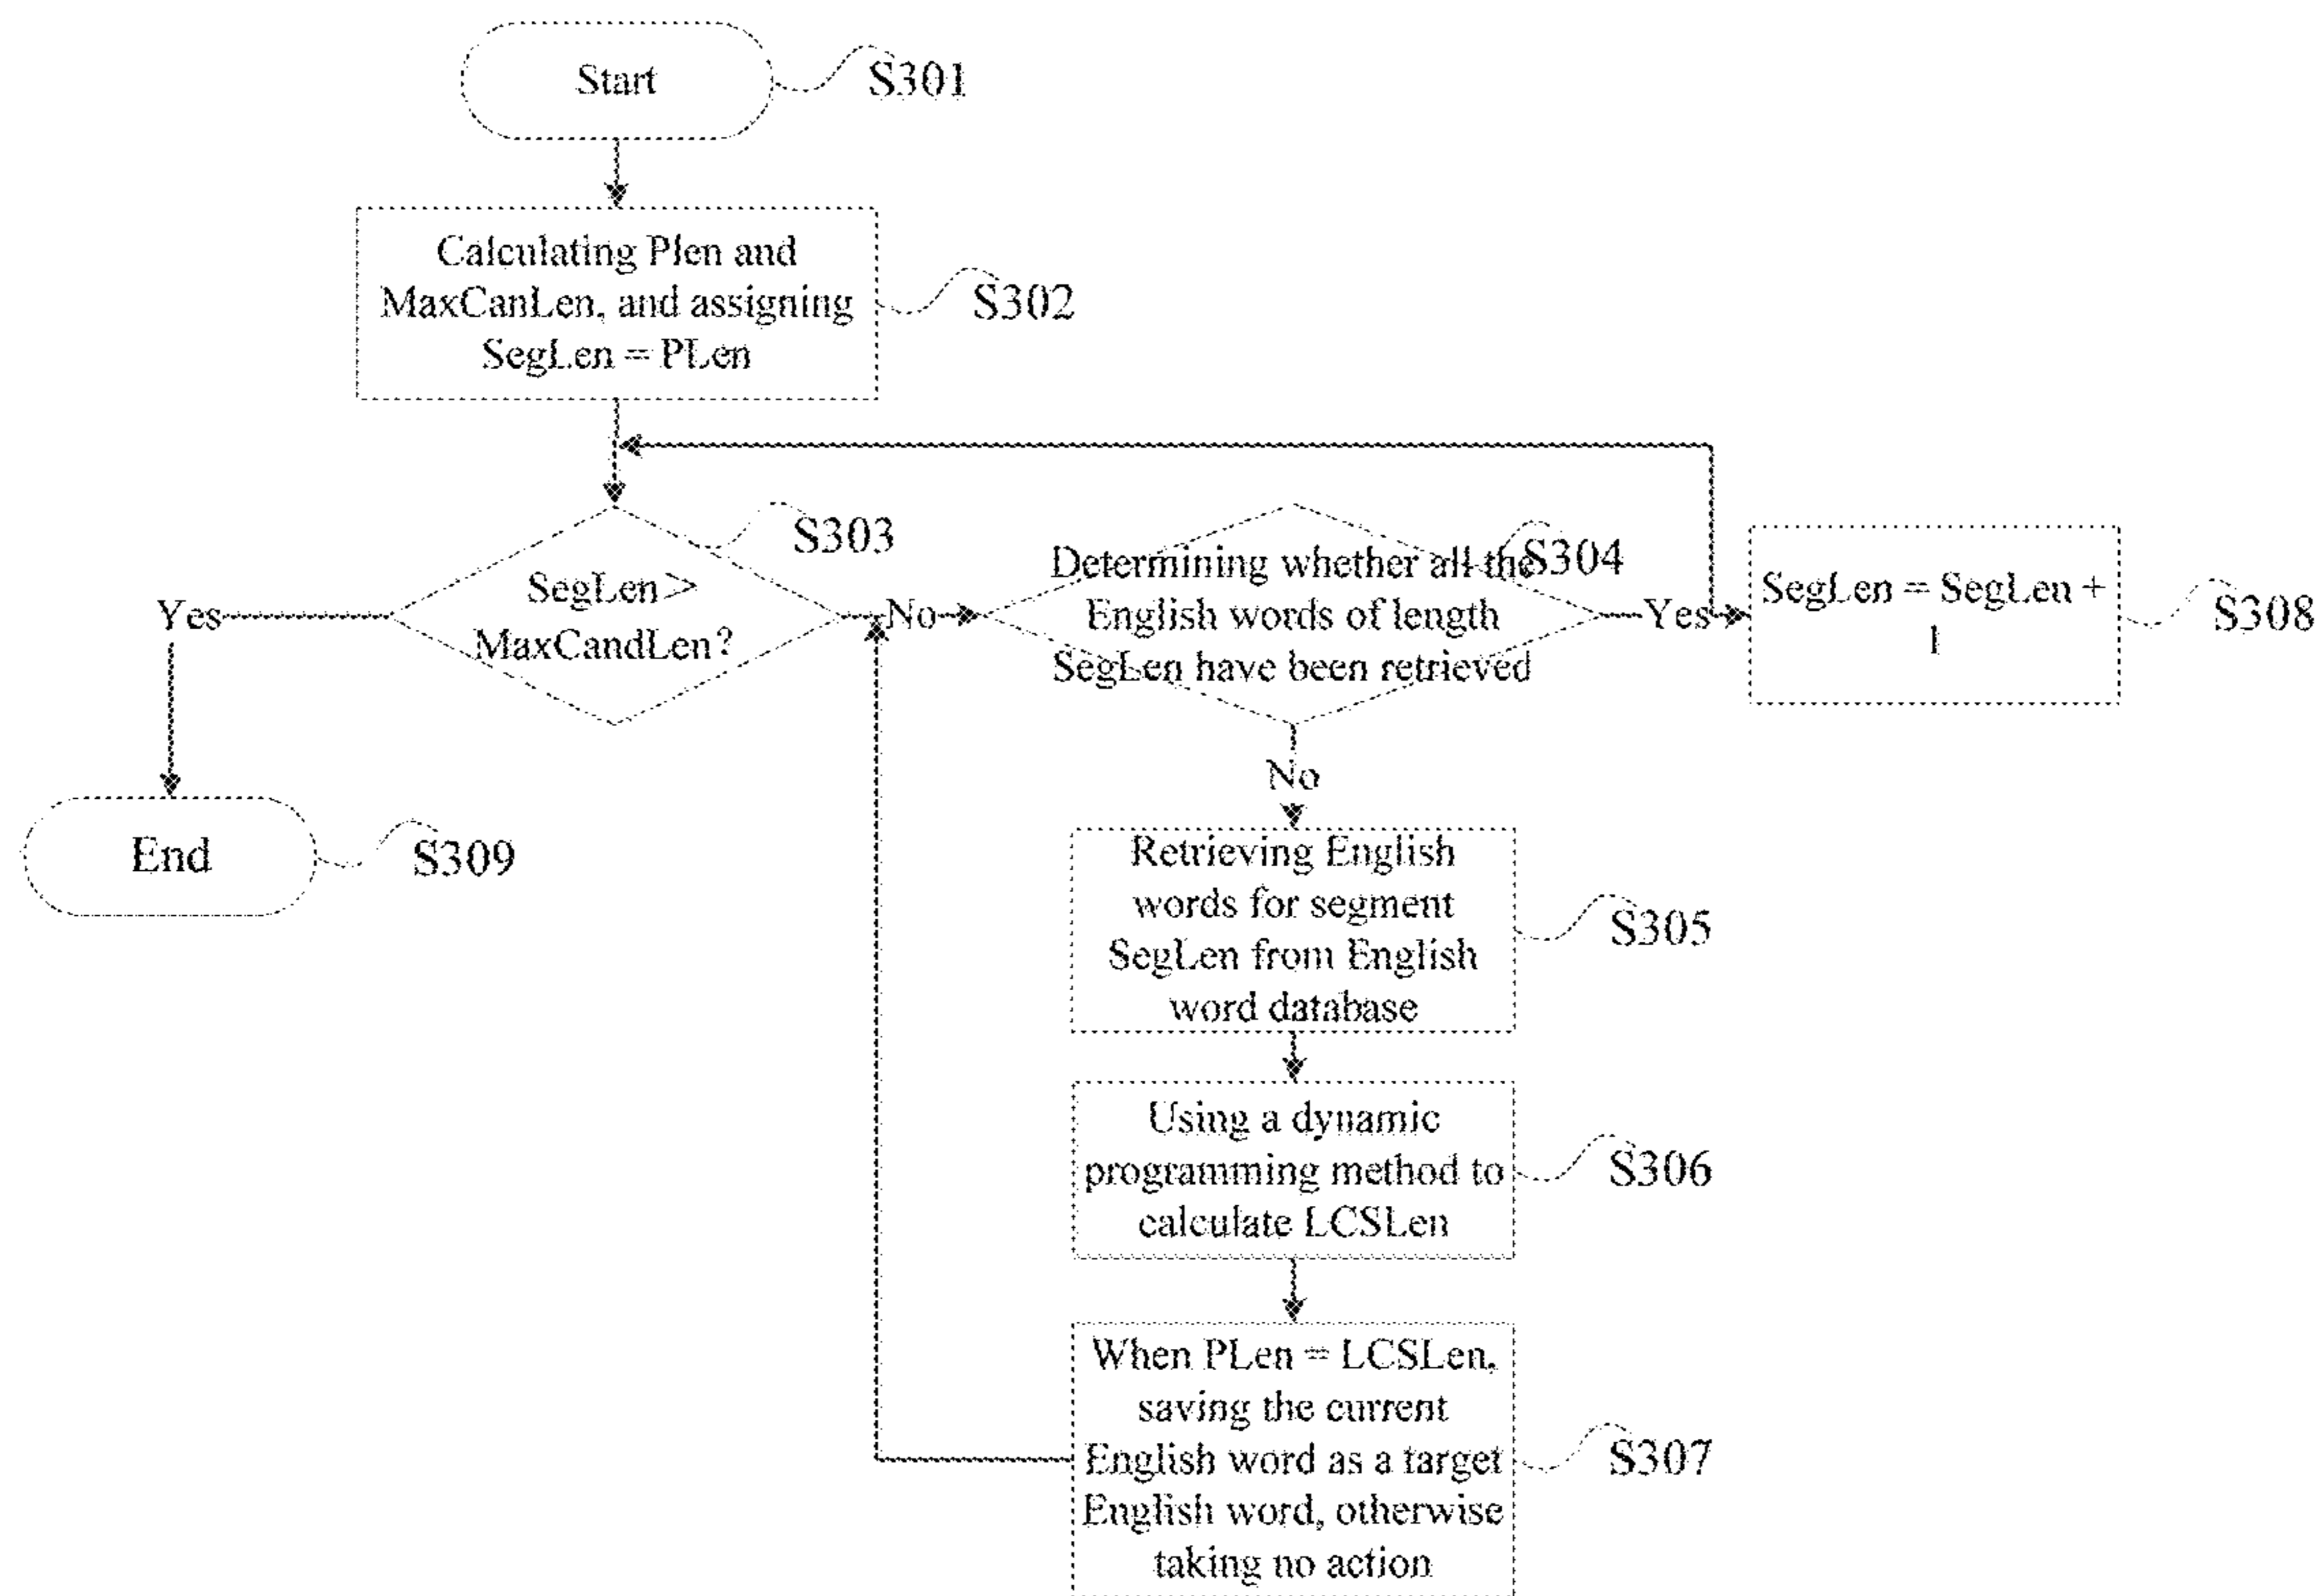 Start
S301
Calculating Plen and
MaxCanLen, and assigning
SegLen = PLen
S302
S303
SegLen>
MaxCandLen?
Yes
No
S304
Determining whether all the
English words of length
SegLen have been retrieved
Yes
SegLen = SegLen +
1
S308
No
End
S309
Retrieving English
words for segment
SegLen from English
word database
S305
Using a dynamic
programming method to
calculate LCSLen
S306
When PLen = LCSLen,
saving the current
English word as a target
English word, otherwise
taking no action
S307